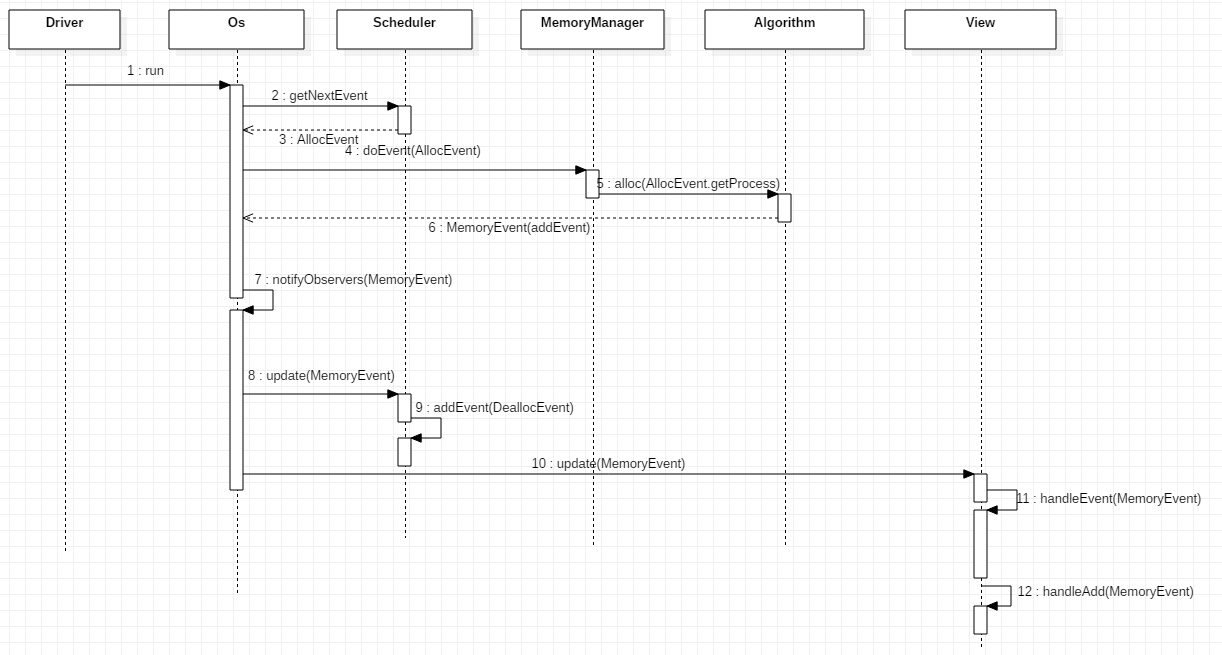 Driver
Os
Scheduler
MemoryManager
Algorithm
View
1 : run
2 : getNextEvent
3 : AllocEvent
4 : doEvent(AllocEvent)
5 : alloc(AllocEvent.getProcess)
6 : MemoryEvent(addEvent)
7 : notifyObservers(MemoryEvent)
8 : update(MemoryEvent)
9 : addEvent(DeallocEvent)
10 : update(MemoryEvent)
11 : handleEvent(MemoryEvent)
12 : handleAdd(MemoryEvent)